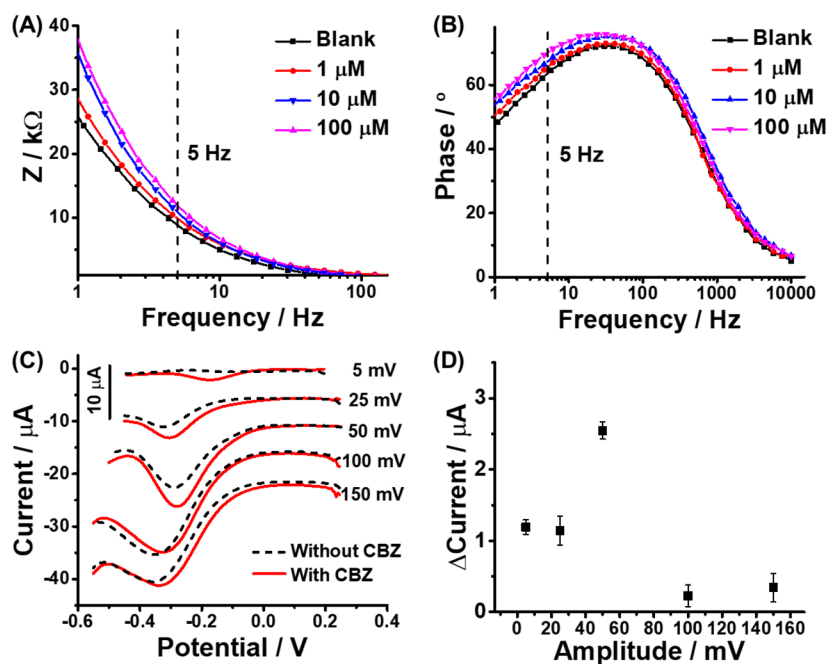 (A)
Blank
1 μM
10 μM
100 μM
5 Hz
Z / kΩ
40
30
20
10
1
10
100
Frequency / Hz
(B)
Blank
1 μM
10 μM
100 μM
5 Hz
Phase / °
60
40
20
0
1
10
100
1000
10000
Frequency / Hz
(C)
10 μA
5 mV
25 mV
50 mV
100 mV
150 mV
Without CBZ
With CBZ
Current / μA
0
-10
-20
-30
-40
-0.6
-0.4
-0.2
0.0
0.2
0.4
Potential / V
(D)
ΔCurrent / μA
3
2
1
0
0
20
40
60
80
100
120
140
160
Amplitude / mV